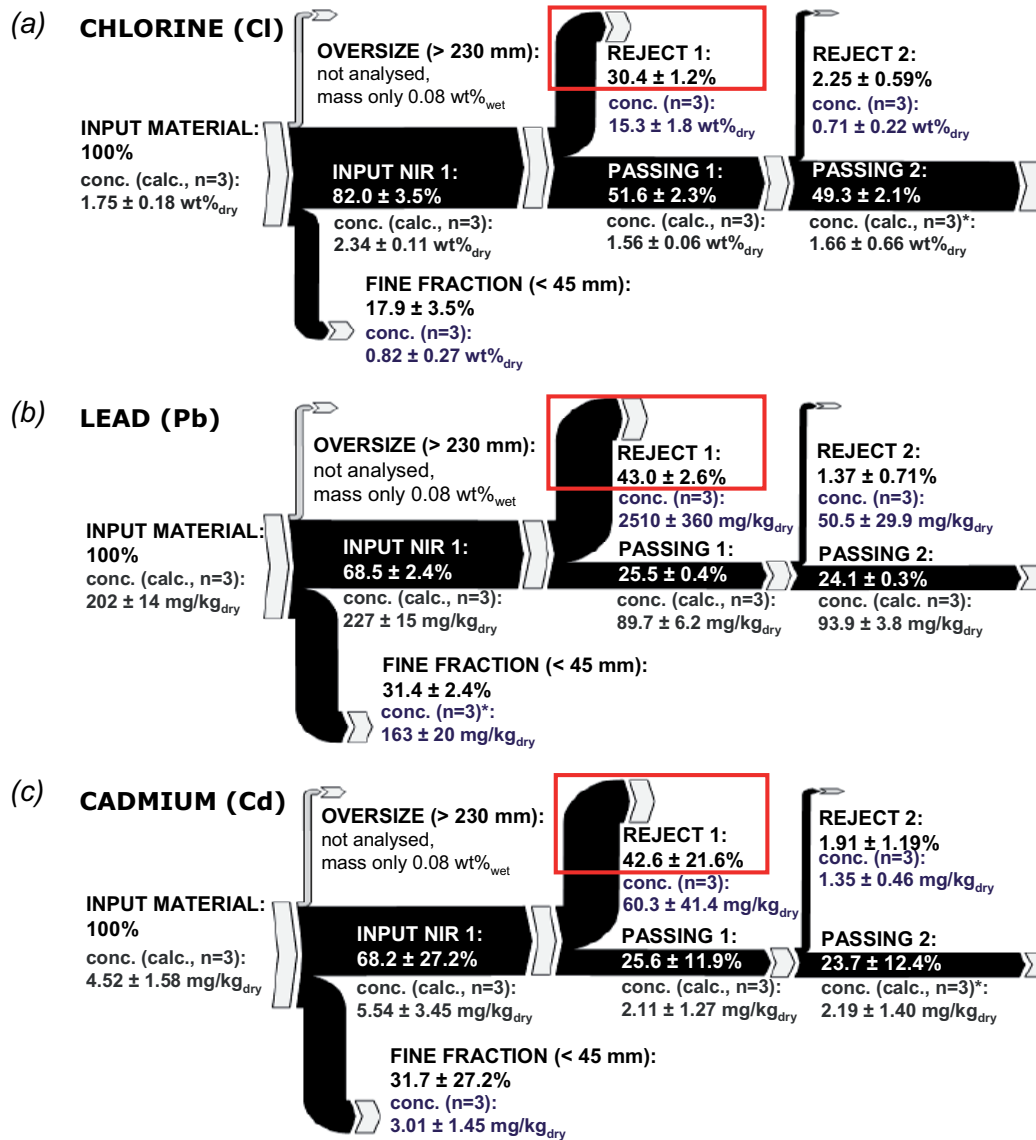 (a) CHLORINE (Cl)
OVERSIZE (> 230 mm):
not analysed,
mass only 0.08 wt%wet
REJECT 1:
30.4 ± 1.2%
conc. (n=3):
15.3 ± 1.8 wt%dry
REJECT 2:
2.25 ± 0.59%
conc. (n=3):
0.71 ± 0.22 wt%dry
INPUT MATERIAL:
100%
conc. (calc., n=3):
1.75 ± 0.18 wt%dry
INPUT NIR 1:
82.0 ± 3.5%
conc. (calc., n=3):
2.34 ± 0.11 wt%dry
PASSING 1:
51.6 ± 2.3%
conc. (calc., n=3):
1.56 ± 0.06 wt%dry
PASSING 2:
49.3 ± 2.1%
conc. (calc., n=3)*:
1.66 ± 0.66 wt%dry
FINE FRACTION (< 45 mm):
17.9 ± 3.5%
conc. (n=3):
0.82 ± 0.27 wt%dry
(b) LEAD (Pb)
OVERSIZE (> 230 mm):
not analysed,
mass only 0.08 wt%wet
REJECT 1:
43.0 ± 2.6%
conc. (n=3):
2510 ± 360 mg/kgdry
REJECT 2:
1.37 ± 0.71%
conc. (n=3):
50.5 ± 29.9 mg/kgdry
INPUT MATERIAL:
100%
conc. (calc., n=3):
202 ± 14 mg/kgdry
INPUT NIR 1:
68.5 ± 2.4%
conc. (calc., n=3):
227 ± 15 mg/kgdry
PASSING 1:
25.5 ± 0.4%
conc. (calc., n=3):
89.7 ± 6.2 mg/kgdry
PASSING 2:
24.1 ± 0.3%
conc. (calc. n=3):
93.9 ± 3.8 mg/kgdry
FINE FRACTION (< 45 mm):
31.4 ± 2.4%
conc. (n=3)*:
163 ± 20 mg/kgdry
(c) CADMIUM (Cd)
OVERSIZE (> 230 mm):
not analysed,
mass only 0.08 wt%wet
REJECT 1:
42.6 ± 21.6%
conc. (n=3):
60.3 ± 41.4 mg/kgdry
REJECT 2:
1.91 ± 1.19%
conc. (n=3):
1.35 ± 0.46 mg/kgdry
INPUT MATERIAL:
100%
conc. (calc., n=3):
4.52 ± 1.58 mg/kgdry
INPUT NIR 1:
68.2 ± 27.2%
conc. (calc., n=3):
5.54 ± 3.45 mg/kgdry
PASSING 1:
25.6 ± 11.9%
conc. (calc., n=3):
2.11 ± 1.27 mg/kgdry
PASSING 2:
23.7 ± 12.4%
conc. (calc., n=3)*:
2.19 ± 1.40 mg/kgdry
FINE FRACTION (< 45 mm):
31.7 ± 27.2%
conc. (n=3):
3.01 ± 1.45 mg/kgdry